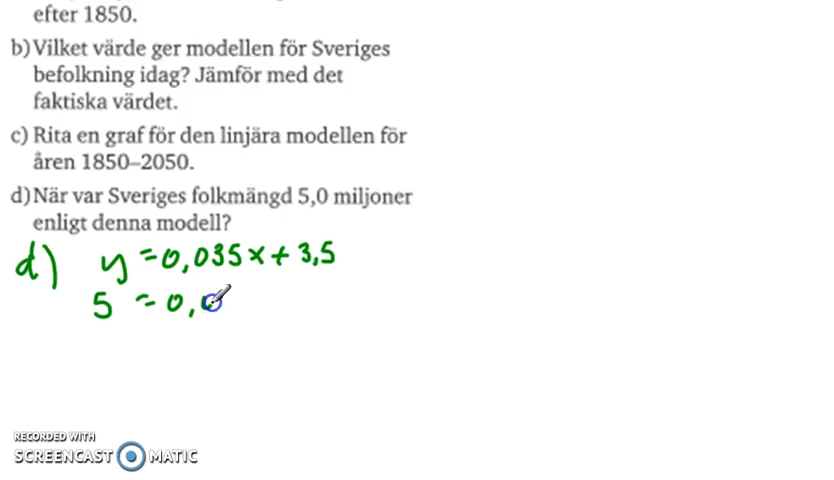 efter 1850.
b) Vilket värde ger modellen för Sveriges
befolkning idag? Jämför med det
faktiska värdet.
c) Rita en graf för den linjära modellen för
åren 1850–2050.
d) När var Sveriges folkmängd 5,0 miljoner
enligt denna modell?
d) y = 0,035x + 3,5
5 = 0,0
RECORDED WITH
SCREENCAST MATIC